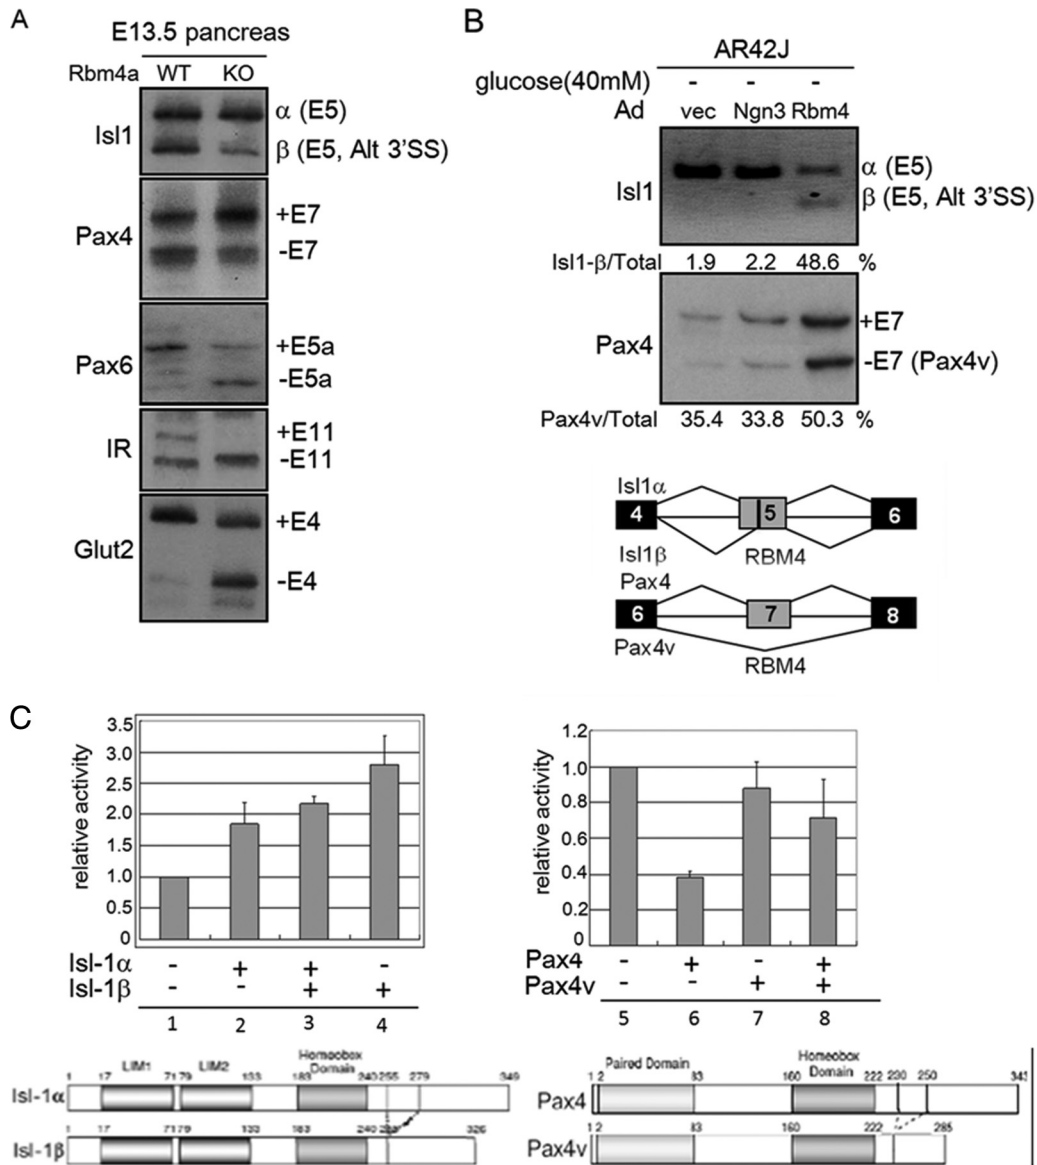 A
E13.5 pancreas
Rbm4a WT KO
Isl1
α (E5)
β (E5, Alt 3'SS)
Pax4
+E7
-E7
Pax6
+E5a
-E5a
IR
+E11
-E11
Glut2
+E4
-E4
B
AR42J
glucose(40mM) - - -
Ad vec Ngn3 Rbm4
Isl1
α (E5)
β (E5, Alt 3'SS)
Isl1-β/Total 1.9 2.2 48.6 %
Pax4
+E7
-E7 (Pax4v)
Pax4v/Total 35.4 33.8 50.3 %
Isl1α
4 5 6
Isl1β RBM4
Pax4
6 7 8
Pax4v
RBM4
C
relative activity
3.5
3.0
2.5
2.0
1.5
1.0
0.5
0
Isl-1α - + + -
Isl-1β - - + +
1 2 3 4
relative activity
1.2
1.0
0.8
0.6
0.4
0.2
0
Pax4 - + - +
Pax4v - - + +
5 6 7 8
LIM1 LIM2 Homeobox Domain
1 17 71 79 133 183 240 255 279 349
Isl-1α
1 17 71 79 133 183 240 326
Isl-1β
Paired Domain Homeobox Domain
1 2 83 160 222 230 250 343
Pax4
1 2 83 160 222 285
Pax4v